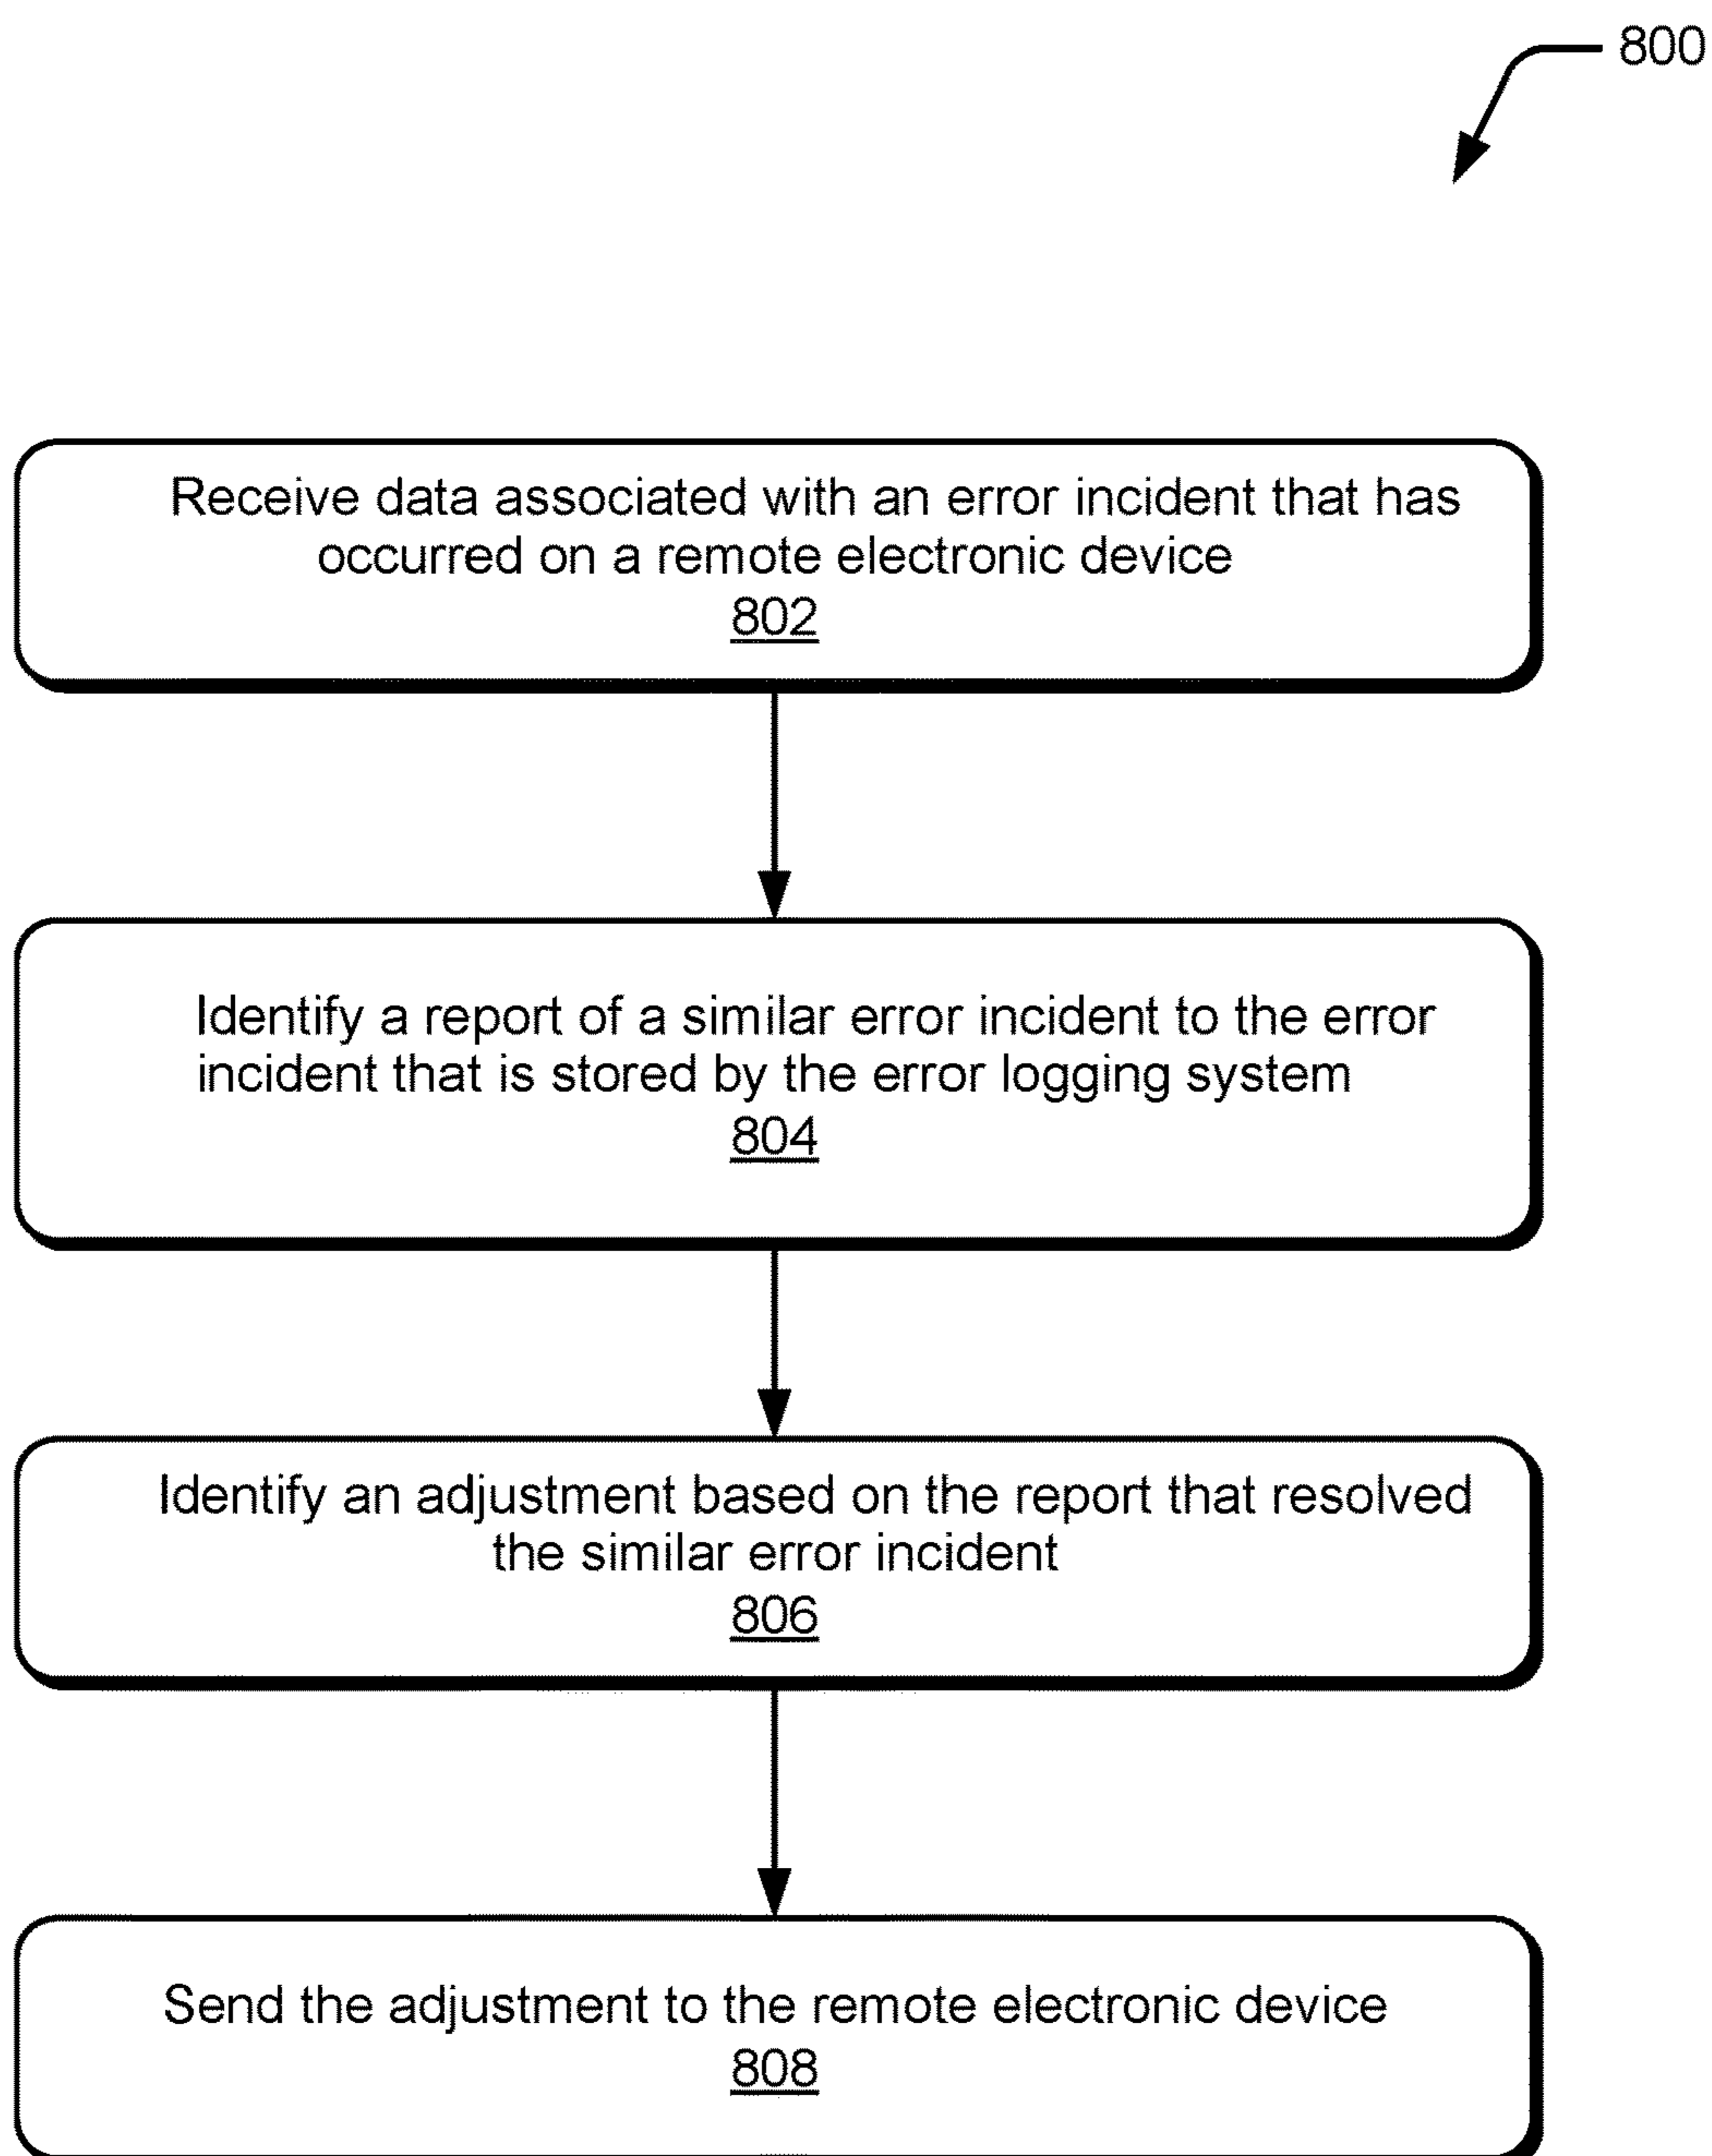 800
Receive data associated with an error incident that has
occurred on a remote electronic device
802
Identify a report of a similar error incident to the error
incident that is stored by the error logging system
804
Identify an adjustment based on the report that resolved
the similar error incident
806
Send the adjustment to the remote electronic device
808